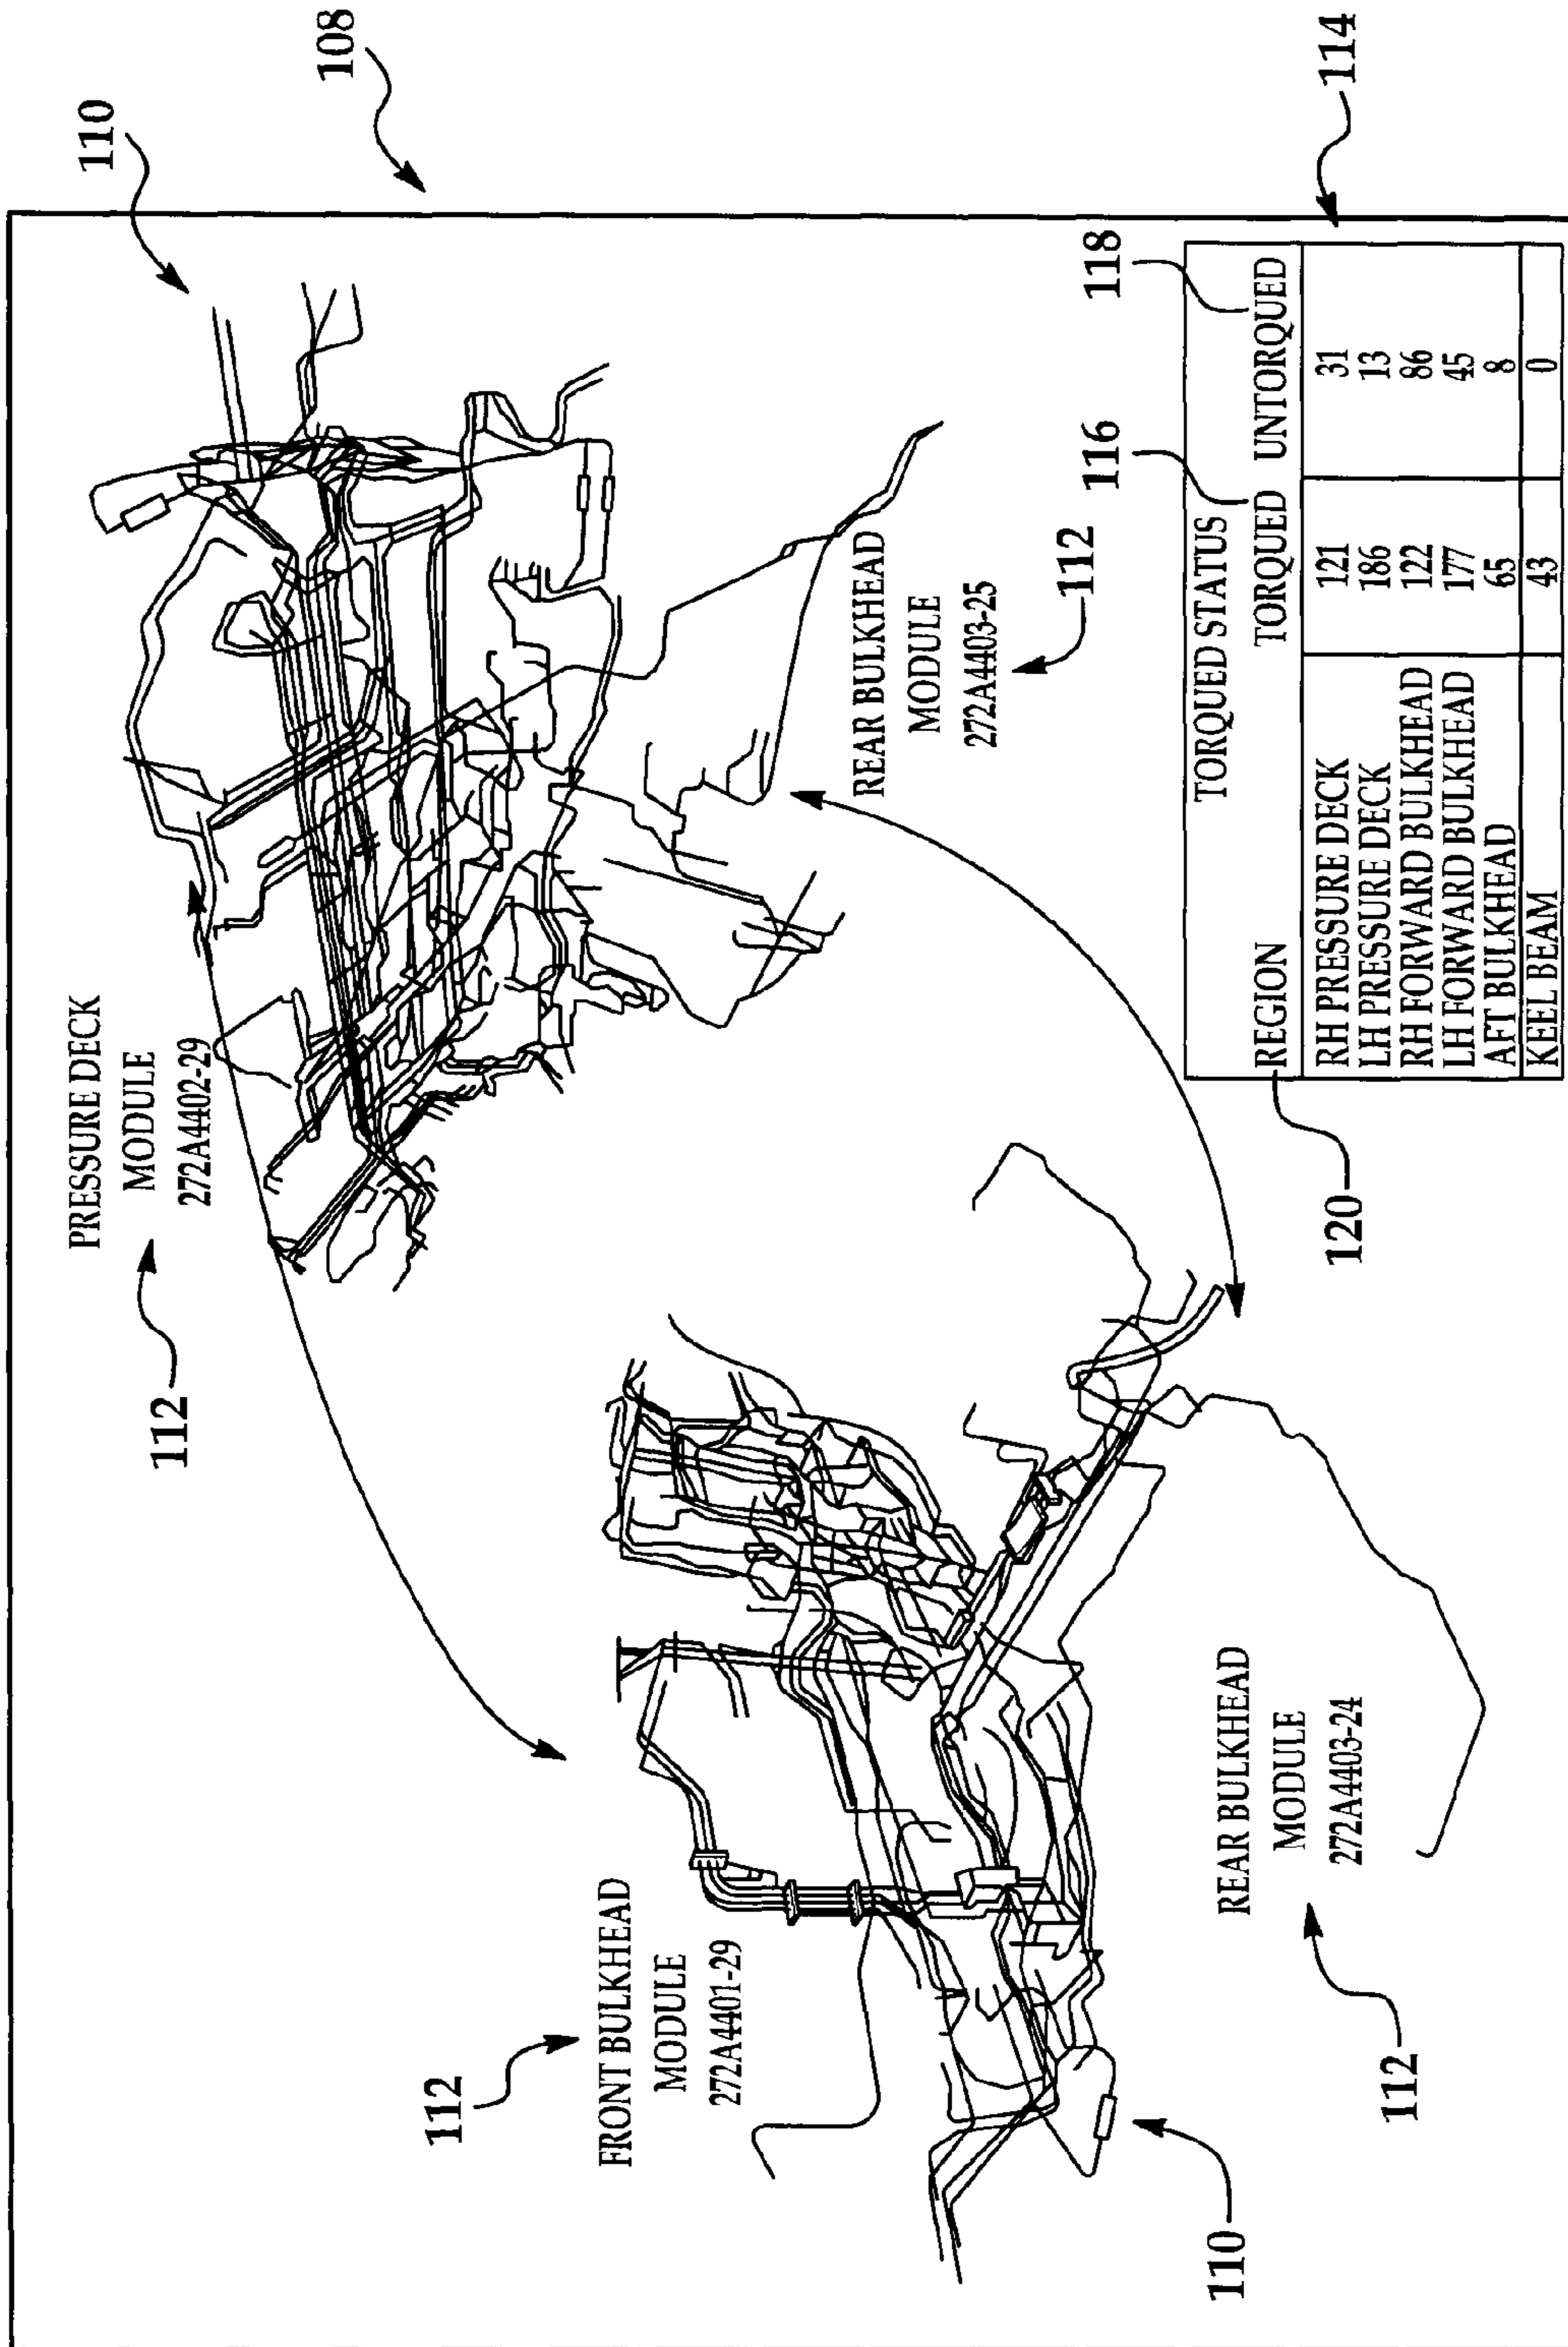 108
110
PRESSURE DECK
MODULE
272A4402-29
112
112
FRONT BULKHEAD
MODULE
272A4401-29
REAR BULKHEAD
MODULE
272A4403-25
112
REAR BULKHEAD
MODULE
272A4403-24
112
110
120
116
118
114
TORQUED STATUS
REGION TORQUED UNTORQUED
RH PRESSURE DECK 121 31
LH PRESSURE DECK 186 13
RH FORWARD BULKHEAD 122 86
LH FORWARD BULKHEAD 177 45
AFT BULKHEAD 65 8
KEEL BEAM 43 0